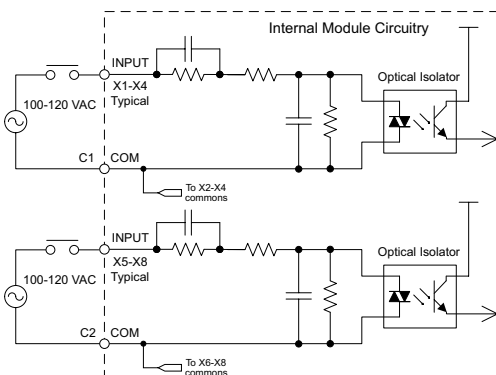 Internal Module Circuitry
INPUT
X1-X4
Typical
Optical Isolator
100-120 VAC
C1
COM
To X2-X4
commons
INPUT
X5-X8
Typical
Optical Isolator
100-120 VAC
C2
COM
To X6-X8
commons